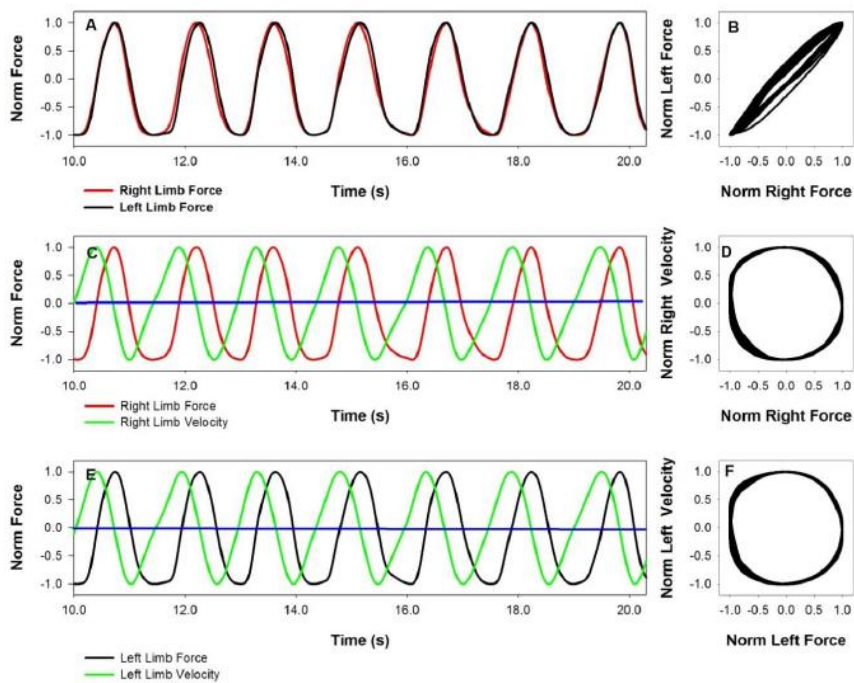 A
Norm Force
1.0
0.5
0.0
-0.5
-1.0
10.0 12.0 14.0 16.0 18.0 20.0
Time (s)
Right Limb Force
Left Limb Force
B
Norm Left Force
1.0
0.5
0.0
-0.5
-1.0
-1.0 -0.5 0.0 0.5 1.0
Norm Right Force
C
Norm Force
1.0
0.5
0.0
-0.5
-1.0
10.0 12.0 14.0 16.0 18.0 20.0
Time (s)
Right Limb Force
Right Limb Velocity
D
Norm Right Velocity
1.0
0.5
0.0
-0.5
-1.0
-1.0 -0.5 0.0 0.5 1.0
Norm Right Force
E
Norm Force
1.0
0.5
0.0
-0.5
-1.0
10.0 12.0 14.0 16.0 18.0 20.0
Time (s)
Left Limb Force
Left Limb Velocity
F
Norm Left Velocity
1.0
0.5
0.0
-0.5
-1.0
-1.0 -0.5 0.0 0.5 1.0
Norm Left Force